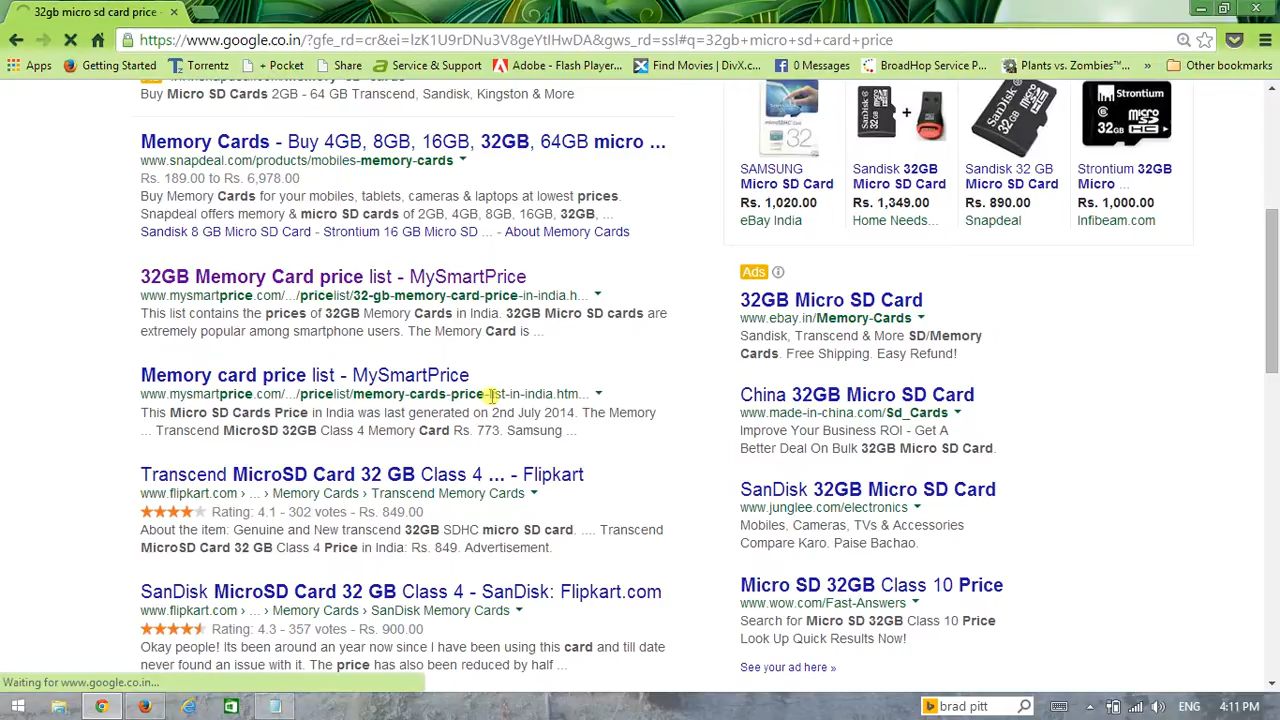 32gb micro sd card price -
https://www.google.co.in/?gfe_rd=cr&ei=lzK1U9rDNu3V8geYtIHwDA&gws_rd=ssl#q=32gb+micro+sd+card+price
Apps
Getting Started
Torrentz
+ Pocket
Share
Service & Support
Adobe - Flash Player...
Find Movies | DivX.c...
0 Messages
BroadHop Service P...
Plants vs. Zombies™...
»
Other bookmarks
Buy Micro SD Cards 2GB - 64 GB Transcend, Sandisk, Kingston & More
Memory Cards - Buy 4GB, 8GB, 16GB, 32GB, 64GB micro ...
www.snapdeal.com/products/mobiles-memory-cards
Rs. 189.00 to Rs. 6,978.00
Buy Memory Cards for your mobiles, tablets, cameras & laptops at lowest prices.
Snapdeal offers memory & micro SD cards of 2GB, 4GB, 8GB, 16GB, 32GB, ...
Sandisk 8 GB Micro SD Card - Strontium 16 GB Micro SD ... - About Memory Cards
32GB Memory Card price list - MySmartPrice
www.mysmartprice.com/.../pricelist/32-gb-memory-card-price-in-india.h...
This list contains the prices of 32GB Memory Cards in India. 32GB Micro SD cards are
extremely popular among smartphone users. The Memory Card is ...
Memory card price list - MySmartPrice
www.mysmartprice.com/.../pricelist/memory-cards-price-list-in-india.htm...
This Micro SD Cards Price in India was last generated on 2nd July 2014. The Memory
... Transcend MicroSD 32GB Class 4 Memory Card Rs. 773. Samsung ...
Transcend MicroSD Card 32 GB Class 4 ... - Flipkart
www.flipkart.com › ... › Memory Cards › Transcend Memory Cards
Rating: 4.1 - 302 votes - Rs. 849.00
About the item: Genuine and New transcend 32GB SDHC micro SD card. .... Transcend
MicroSD Card 32 GB Class 4 Price in India: Rs. 849. Advertisement.
SanDisk MicroSD Card 32 GB Class 4 - SanDisk: Flipkart.com
www.flipkart.com › ... › Memory Cards › SanDisk Memory Cards
Rating: 4.3 - 357 votes - Rs. 900.00
Okay people! Its been around an year now since I have been using this card and till date
never found an issue with it. The price has also been reduced by half ...
32
SanDisk
32
SanDisk
32GB
Strontium
32GB
SAMSUNG
Micro SD Card
Rs. 1,020.00
eBay India
Sandisk 32GB
Micro SD Card
Rs. 1,349.00
Home Needs...
Sandisk 32 GB
Micro SD Card
Rs. 890.00
Snapdeal
Strontium 32GB
Micro ...
Rs. 1,000.00
Infibeam.com
Ads
32GB Micro SD Card
www.ebay.in/Memory-Cards
Sandisk, Transcend & More SD/Memory
Cards. Free Shipping. Easy Refund!
China 32GB Micro SD Card
www.made-in-china.com/Sd_Cards
Improve Your Business ROI - Get A
Better Deal On Bulk 32GB Micro SD Card.
SanDisk 32GB Micro SD Card
www.junglee.com/electronics
Mobiles, Cameras, TVs & Accessories
Compare Karo. Paise Bachao.
Micro SD 32GB Class 10 Price
www.wow.com/Fast-Answers
Search for Micro SD 32GB Class 10 Price
Look Up Quick Results Now!
See your ad here »
Waiting for www.google.co.in...
brad pitt
ENG
4:11 PM